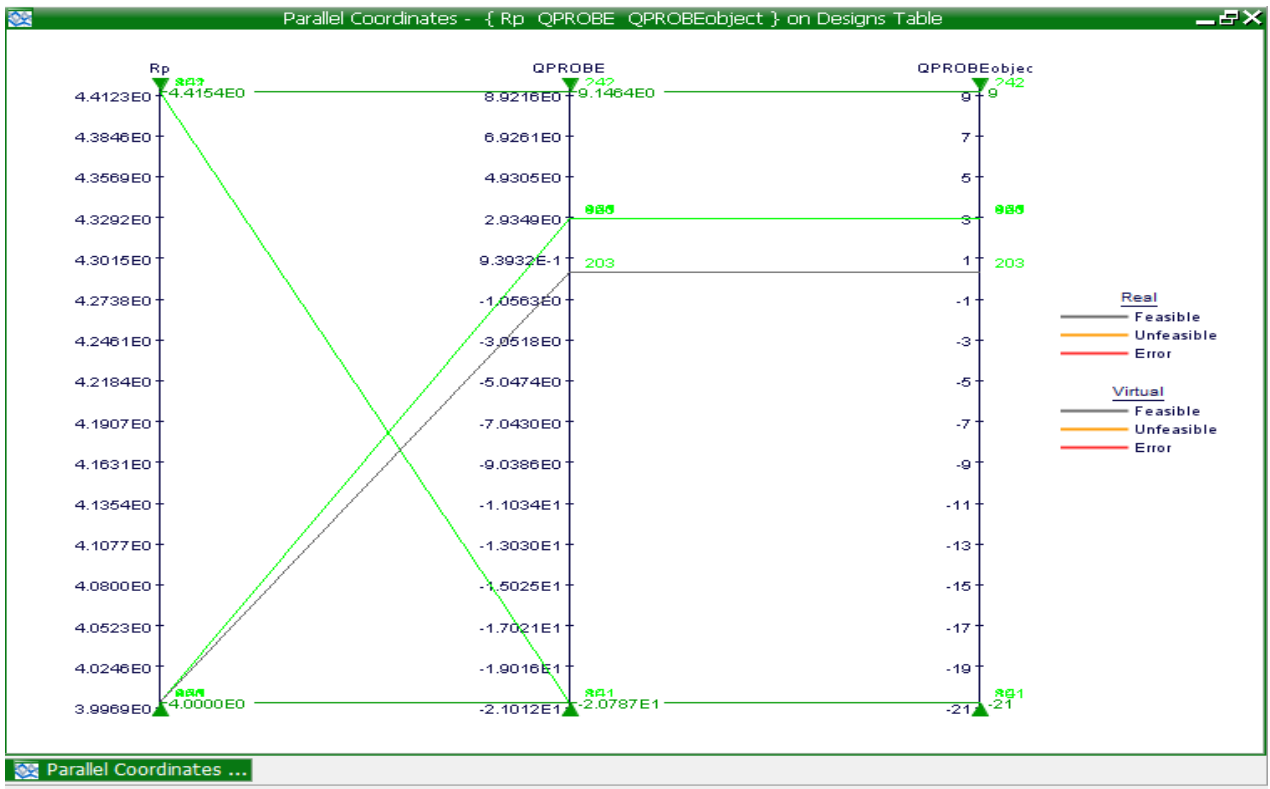 Parallel Coordinates - { Rp QPROBE QPROBEobject } on Designs Table
Rp QPROBE QPROBEobjec
242 242
4.4123E0 4.4154E0 8.9216E0 9.1464E0 9 9
4.3846E0 6.9261E0 7
4.3569E0 4.9305E0 5
4.3292E0 2.9349E0 3
4.3015E0 9.3932E-1 203 1 203
4.2738E0 -1.0563E0 -1
4.2461E0 -3.0518E0 -3
4.2184E0 -5.0474E0 -5
4.1907E0 -7.0430E0 -7
4.1631E0 -9.0386E0 -9
4.1354E0 -1.1034E1 -11
4.1077E0 -1.3030E1 -13
4.0800E0 -1.5025E1 -15
4.0523E0 -1.7021E1 -17
4.0246E0 -1.9016E1 -19
3.9969E0 4.0000E0 -2.1012E1 -2.0787E1 -21 -21
Real
Feasible
Unfeasible
Error
Virtual
Feasible
Unfeasible
Error
Parallel Coordinates ...